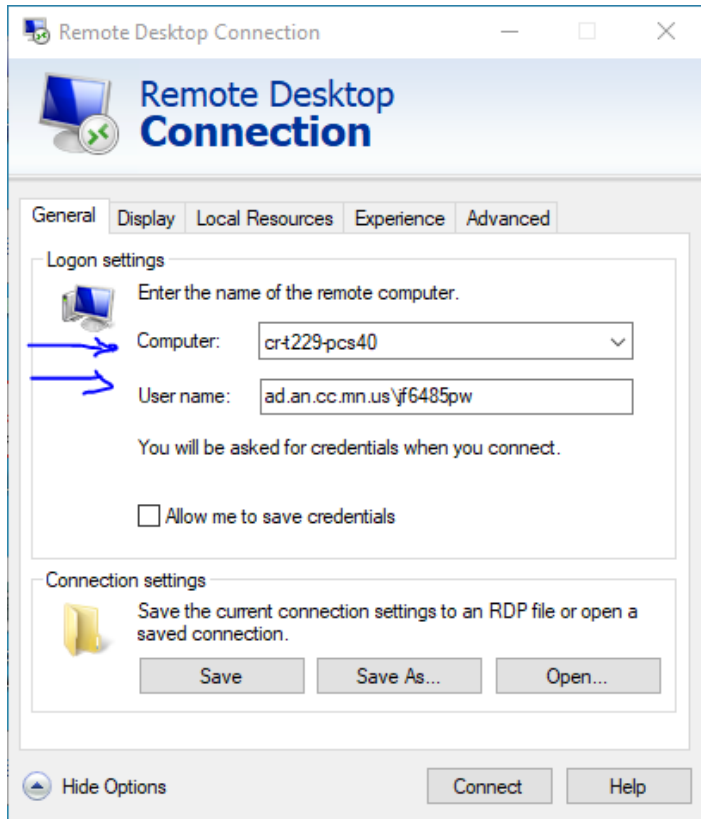 Remote Desktop Connection
Remote Desktop
Connection
General Display Local Resources Experience Advanced
Logon settings
Enter the name of the remote computer.
Computer: cr-t229-pcs40
User name: ad.an.cc.mn.us\jf6485pw
You will be asked for credentials when you connect.
Allow me to save credentials
Connection settings
Save the current connection settings to an RDP file or open a
saved connection.
Save Save As... Open...
Hide Options Connect Help